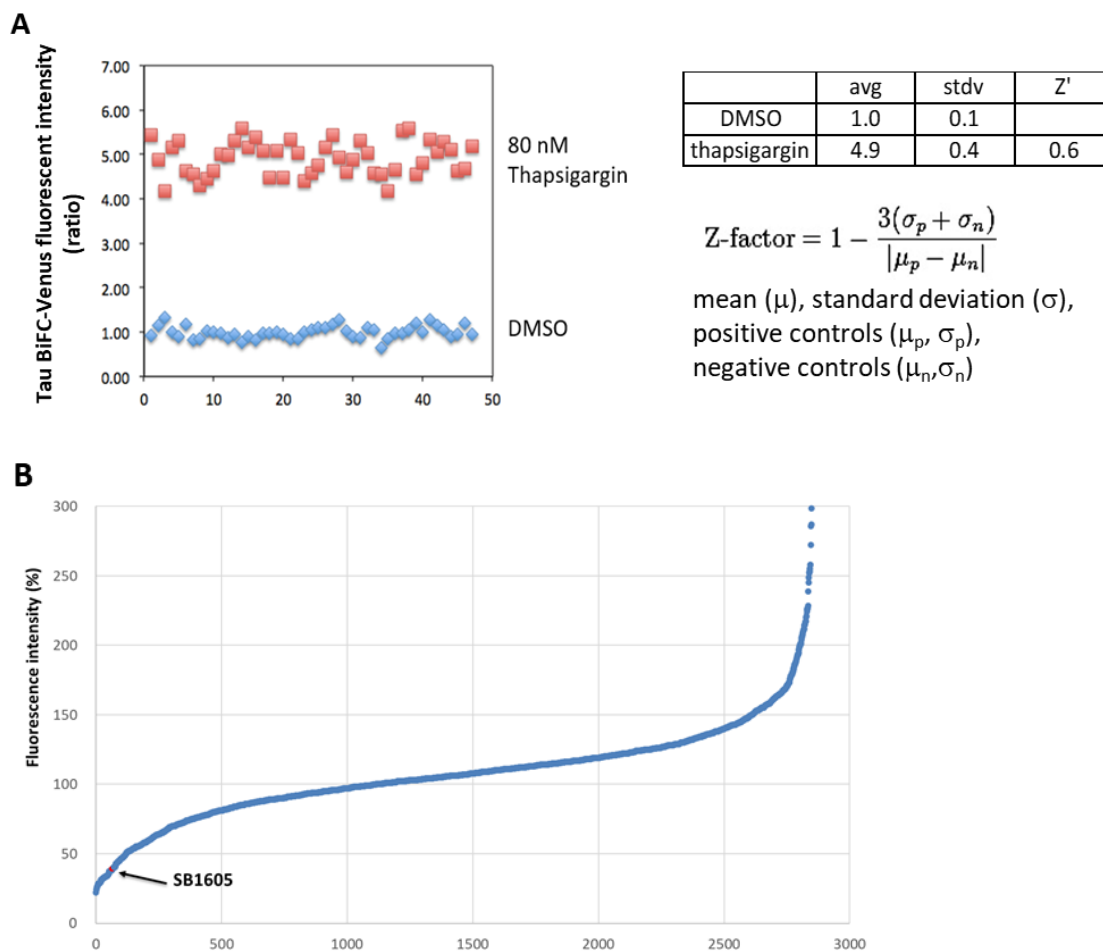 A
Tau BiFC-Venus fluorescent intensity
(ratio)
7.00
6.00
5.00
4.00
3.00
2.00
1.00
0.00
0 10 20 30 40 50
80 nM
Thapsigargin
DMSO
avg stdv Z'
DMSO 1.0 0.1
thapsigargin 4.9 0.4 0.6
Z-factor = 1 − 3(σp + σn) / |μp − μn|
mean (μ), standard deviation (σ),
positive controls (μp, σp),
negative controls (μn,σn)
B
Fluorescence intensity (%)
300
250
200
150
100
50
0
SB1605
0 500 1000 1500 2000 2500 3000